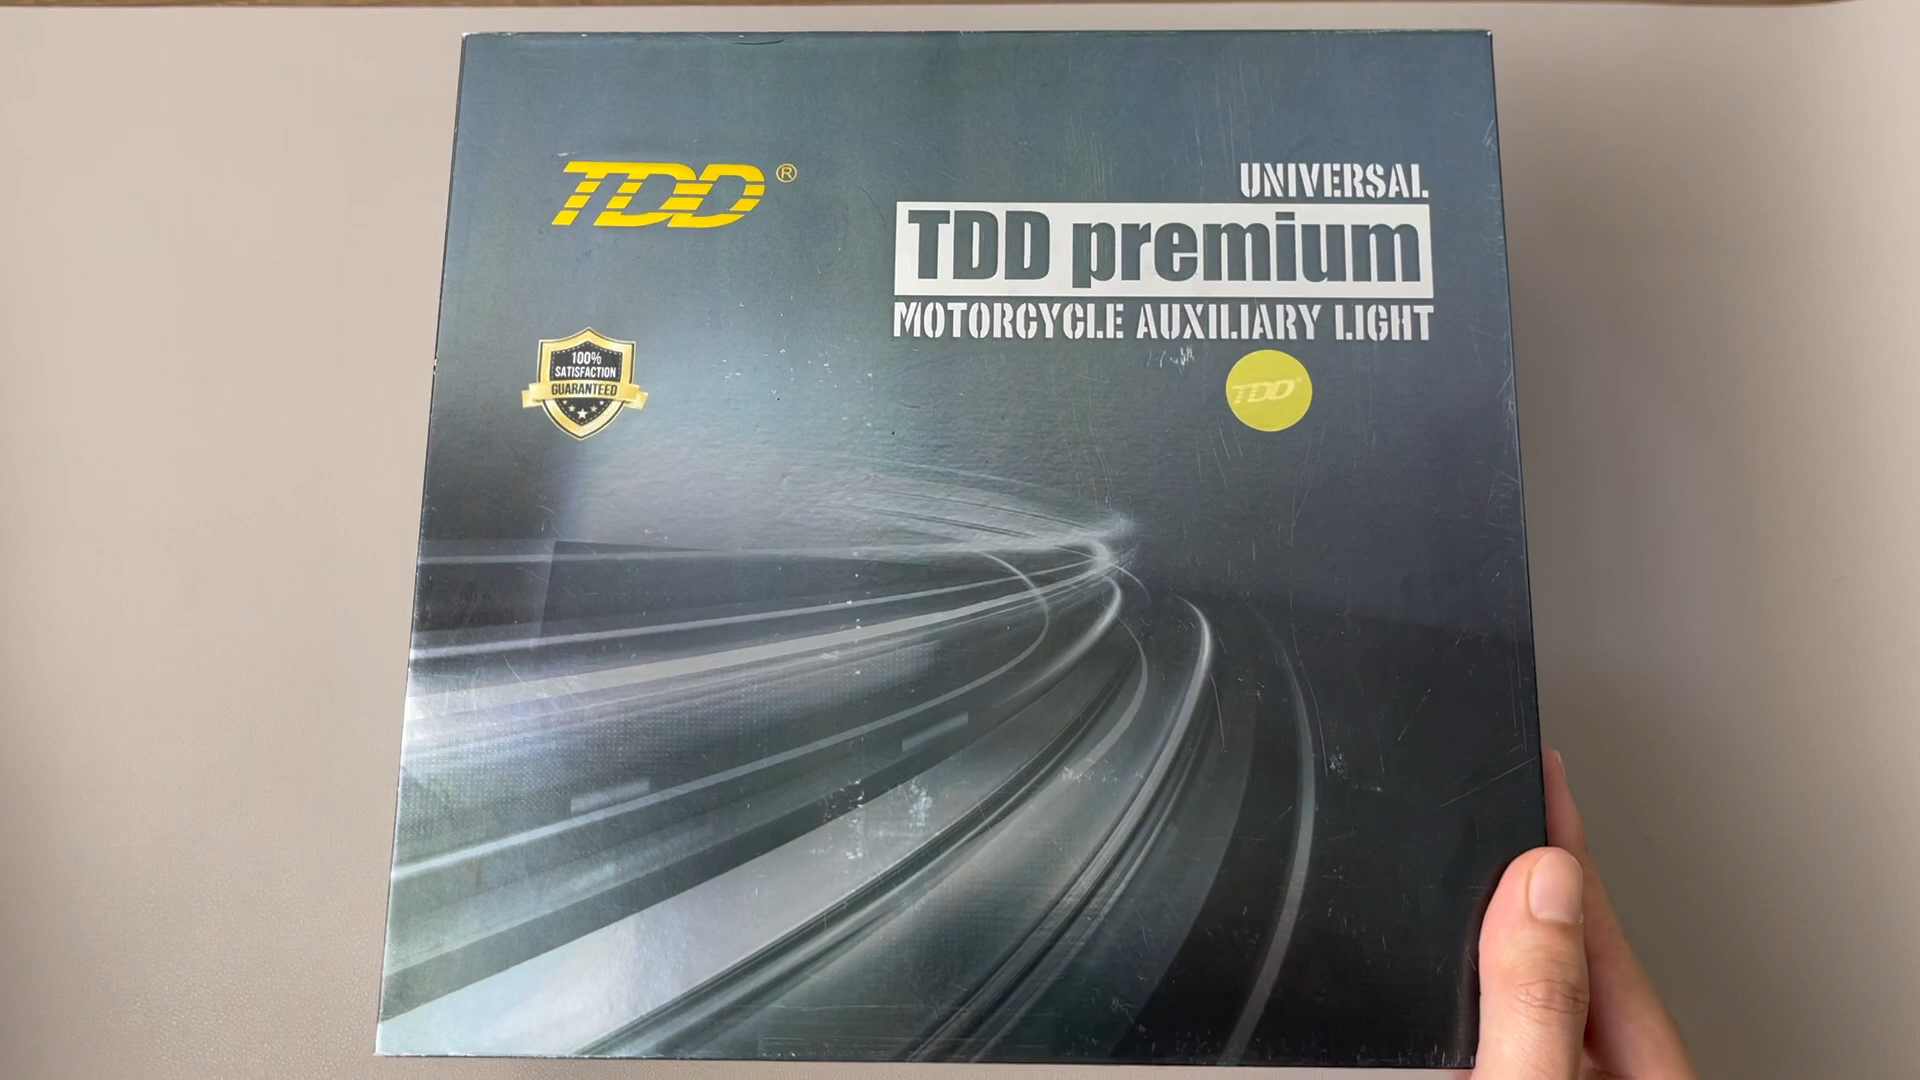 TDD®
UNIVERSAL
TDD premium
MOTORCYCLE AUXILIARY LIGHT
100%
SATISFACTION
GUARANTEED
TDD®